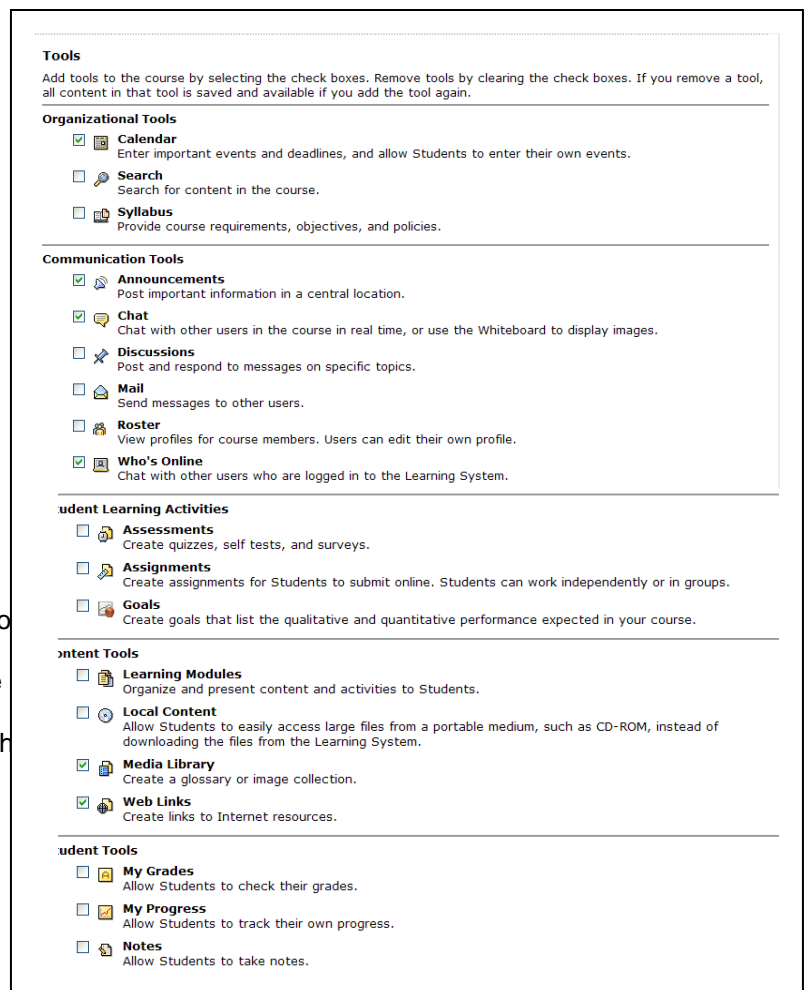 Tools
Add tools to the course by selecting the check boxes. Remove tools by clearing the check boxes. If you remove a tool,
all content in that tool is saved and available if you add the tool again.
Organizational Tools
Calendar
Enter important events and deadlines, and allow Students to enter their own events.
Search
Search for content in the course.
Syllabus
Provide course requirements, objectives, and policies.
Communication Tools
Announcements
Post important information in a central location.
Chat
Chat with other users in the course in real time, or use the Whiteboard to display images.
Discussions
Post and respond to messages on specific topics.
Mail
Send messages to other users.
Roster
View profiles for course members. Users can edit their own profile.
Who's Online
Chat with other users who are logged in to the Learning System.
udent Learning Activities
Assessments
Create quizzes, self tests, and surveys.
Assignments
Create assignments for Students to submit online. Students can work independently or in groups.
Goals
Create goals that list the qualitative and quantitative performance expected in your course.
ntent Tools
Learning Modules
Organize and present content and activities to Students.
Local Content
Allow Students to easily access large files from a portable medium, such as CD-ROM, instead of
downloading the files from the Learning System.
Media Library
Create a glossary or image collection.
Web Links
Create links to Internet resources.
udent Tools
My Grades
Allow Students to check their grades.
My Progress
Allow Students to track their own progress.
Notes
Allow Students to take notes.